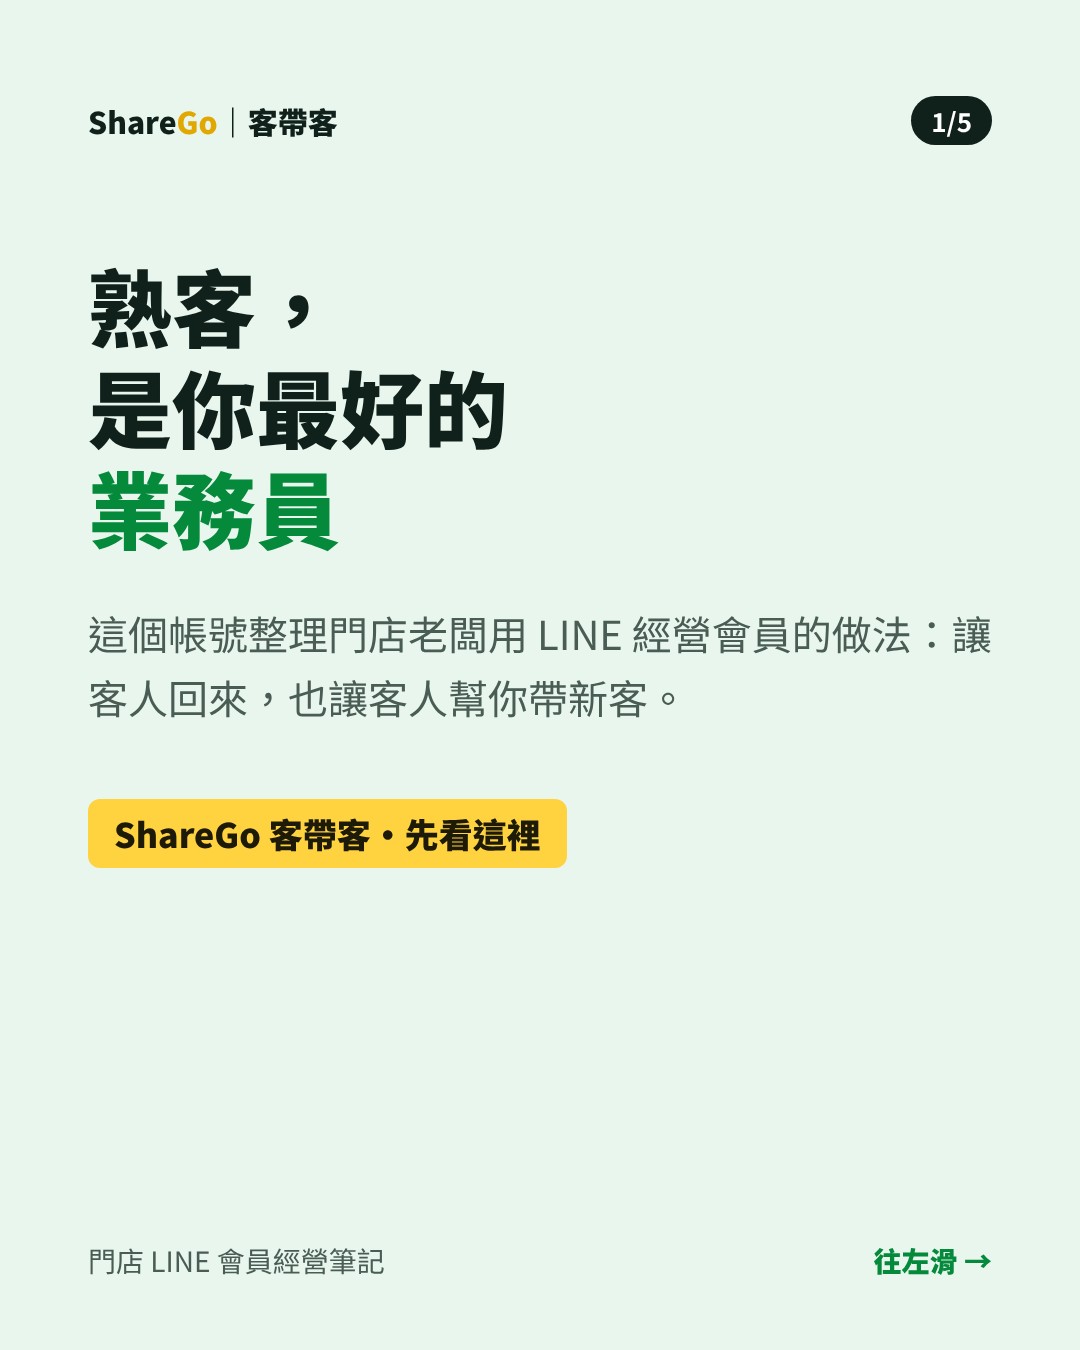 ShareGo｜客帶客
1/5
熟客，
是你最好的
業務員
這個帳號整理門店老闆用 LINE 經營會員的做法：讓
客人回來，也讓客人幫你帶新客。
ShareGo 客帶客・先看這裡
門店 LINE 會員經營筆記
往左滑 →